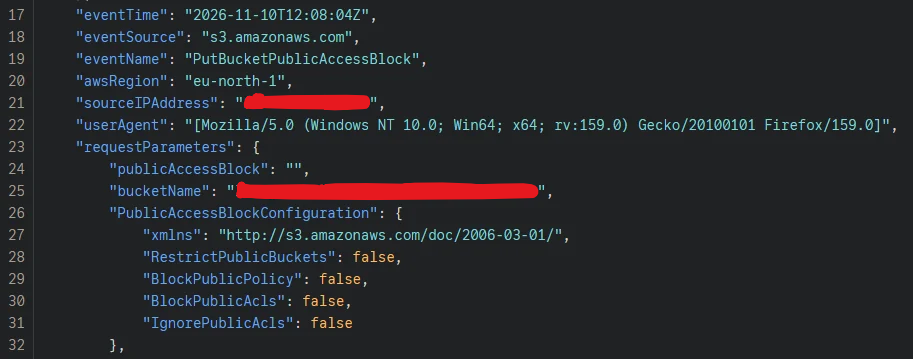 17 "eventTime": "2026-11-10T12:08:04Z",
18 "eventSource": "s3.amazonaws.com",
19 "eventName": "PutBucketPublicAccessBlock",
20 "awsRegion": "eu-north-1",
21 "sourceIPAddress": "",
22 "userAgent": "[Mozilla/5.0 (Windows NT 10.0; Win64; x64; rv:159.0) Gecko/20100101 Firefox/159.0]",
23 "requestParameters": {
24 "publicAccessBlock": "",
25 "bucketName": "",
26 "PublicAccessBlockConfiguration": {
27 "xmlns": "http://s3.amazonaws.com/doc/2006-03-01/",
28 "RestrictPublicBuckets": false,
29 "BlockPublicPolicy": false,
30 "BlockPublicAcls": false,
31 "IgnorePublicAcls": false
32 },